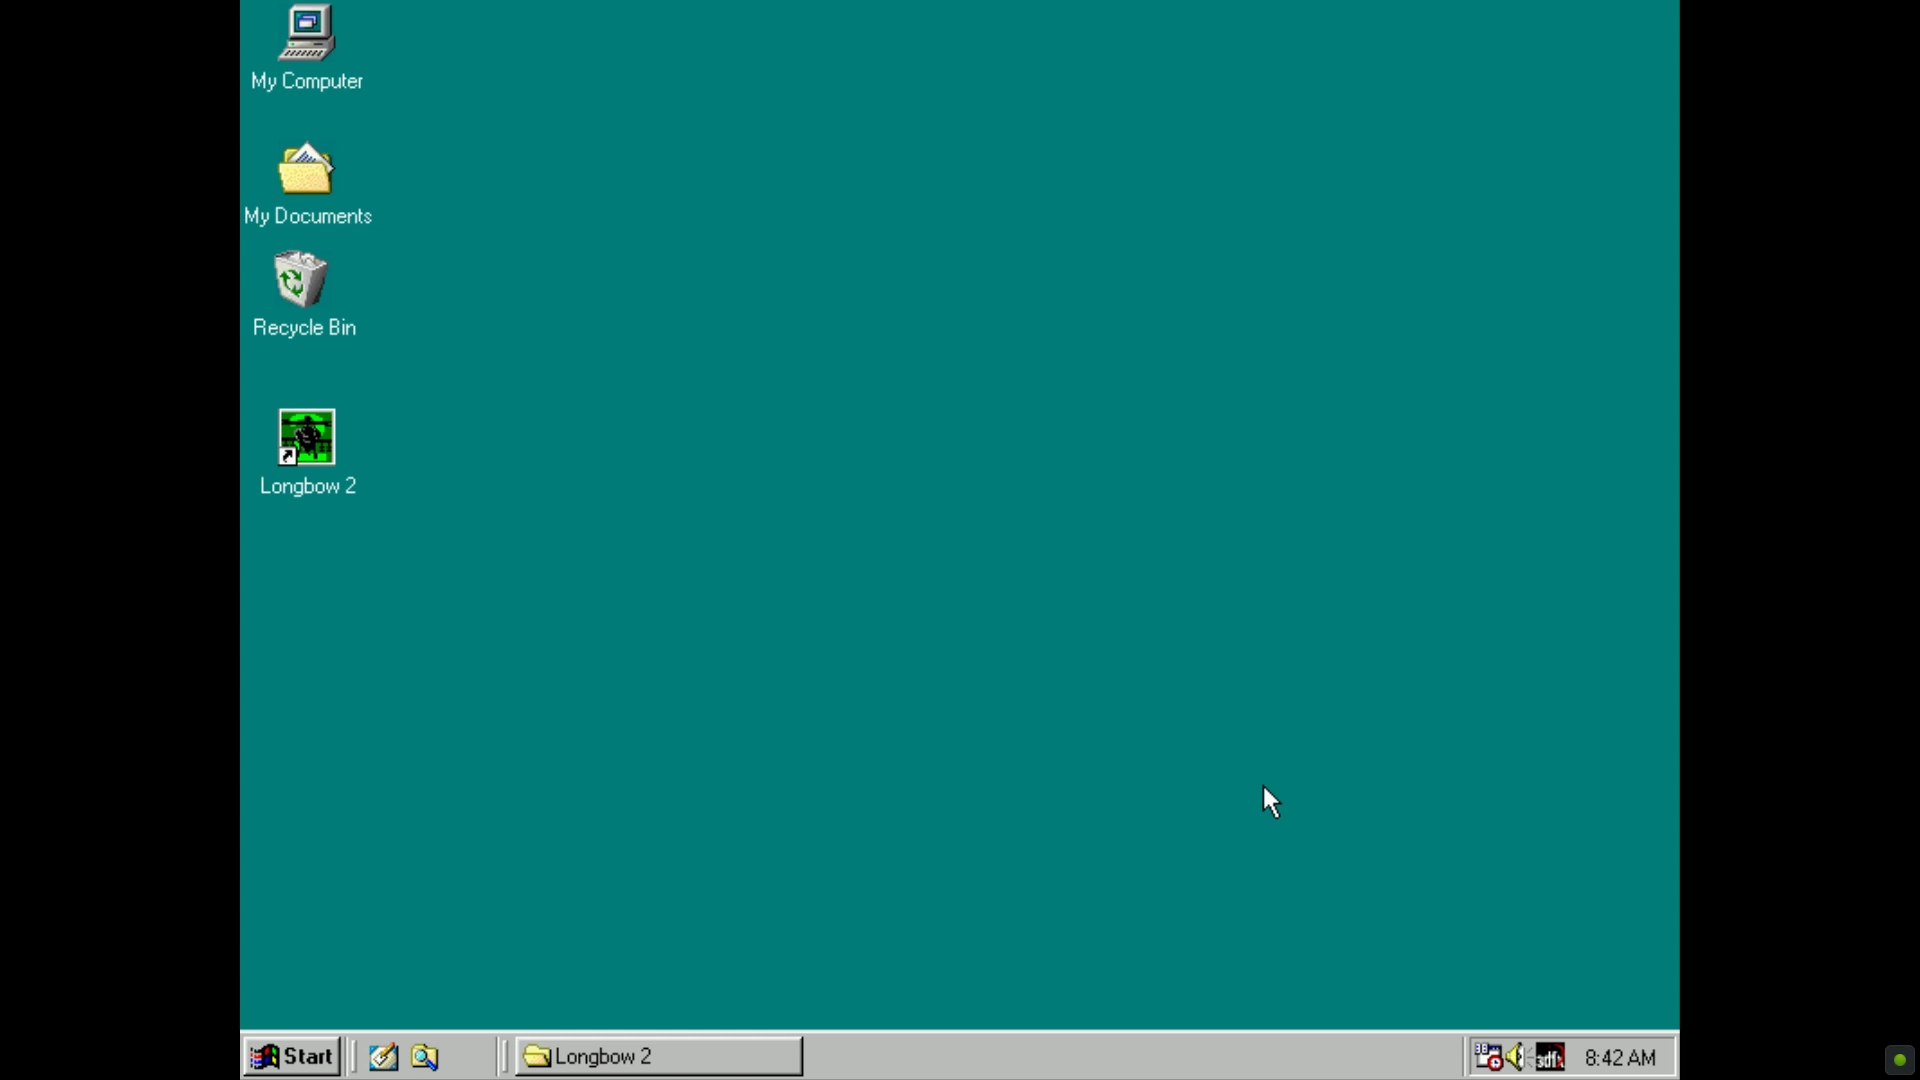 My Computer
My Documents
Recycle Bin
Longbow 2
Start
Longbow 2
8:42 AM